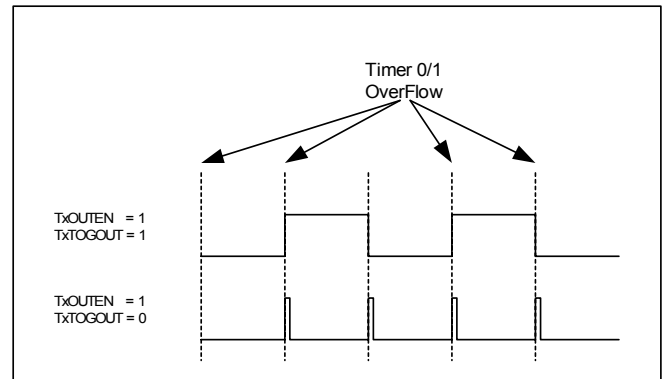 Timer 0/1
OverFlow
TxOUTEN = 1
TxTOGOUT = 1
TxOUTEN = 1
TxTOGOUT = 0